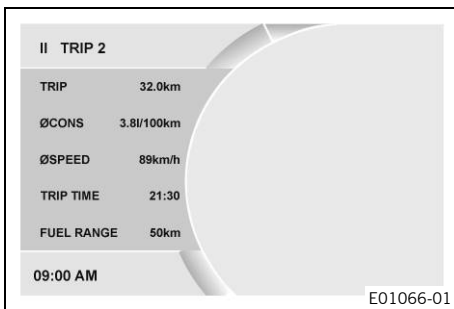 II TRIP 2
TRIP 32.0km
ØCONS 3.8l/100km
ØSPEED 89km/h
TRIP TIME 21:30
FUEL RANGE 50km
09:00 AM
E01066-01